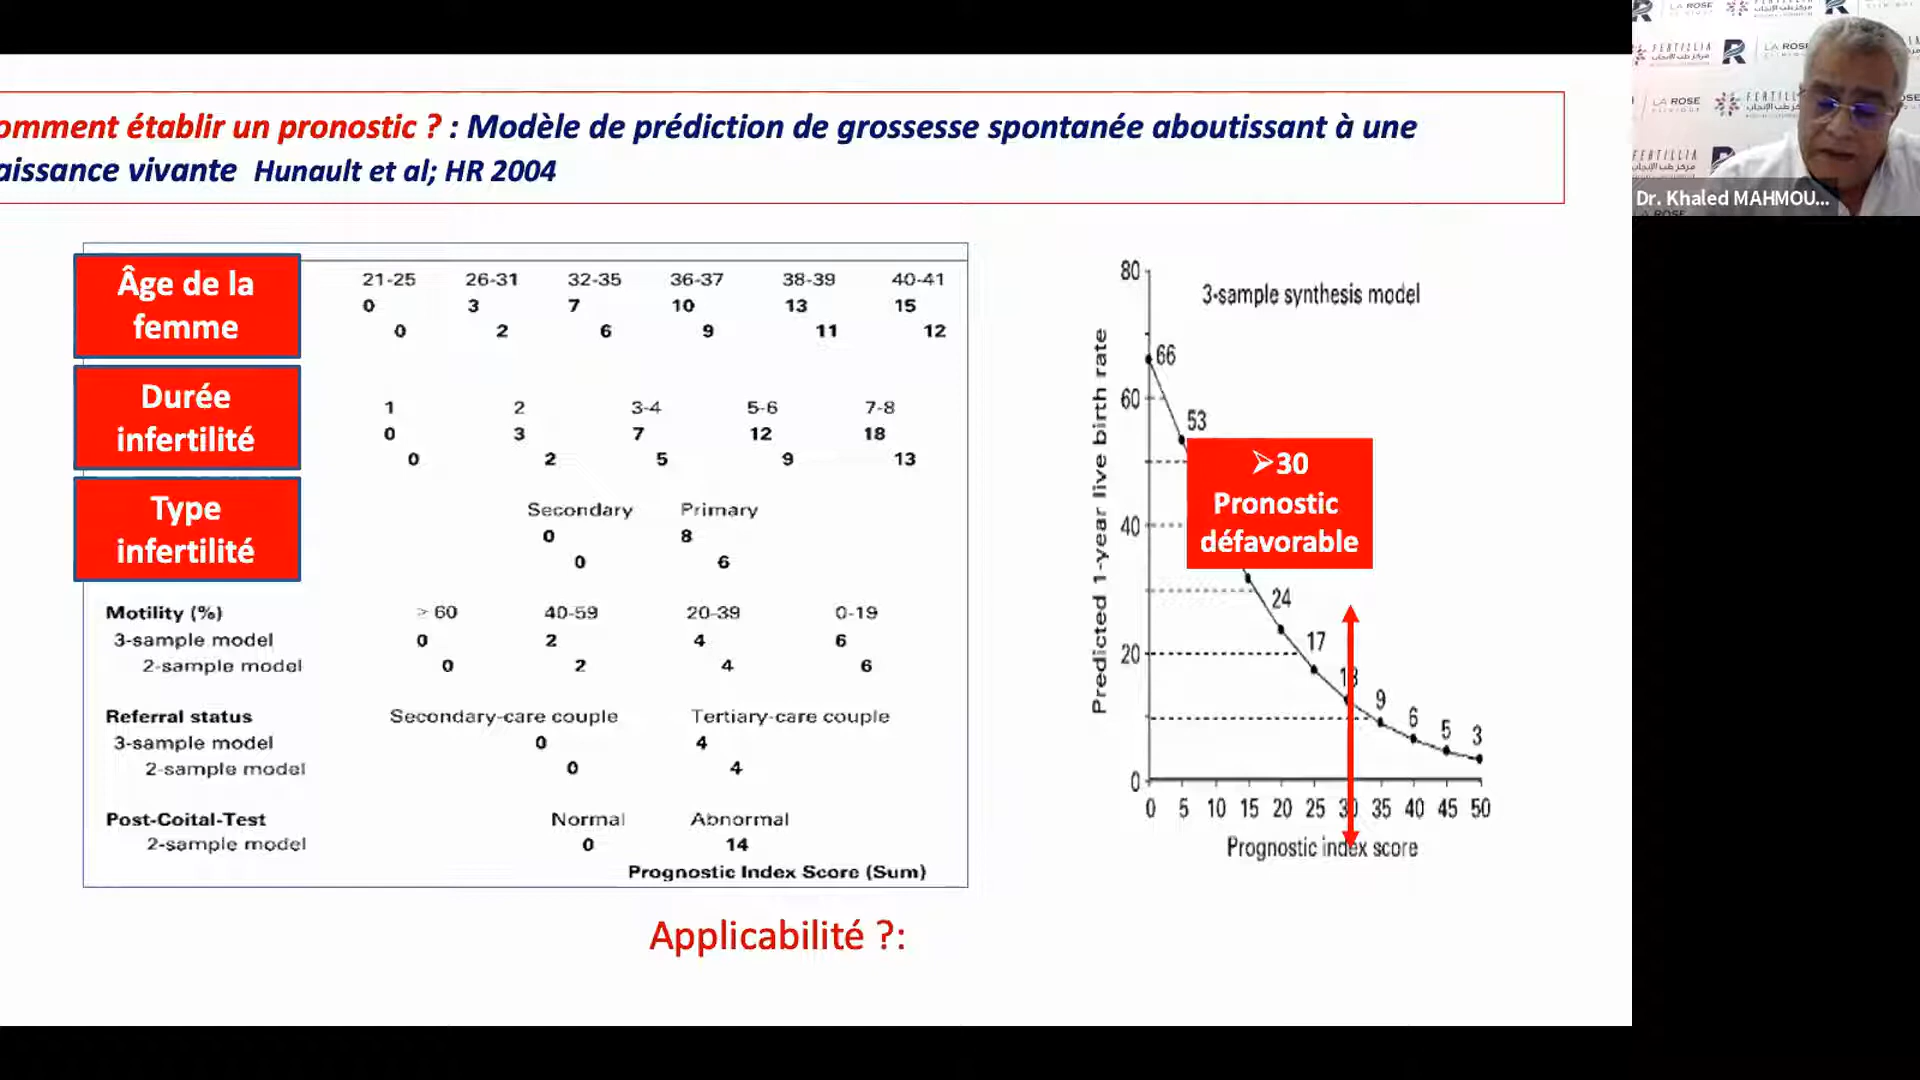 omment établir un pronostic ? : Modèle de prédiction de grossesse spontanée aboutissant à une
aissance vivante Hunault et al; HR 2004
Âge de la
femme
21-25 26-31 32-35 36-37 38-39 40-41
0 3 7 10 13 15
0 2 6 9 11 12
Durée
infertilité
1 2 3-4 5-6 7-8
0 3 7 12 18
0 2 5 9 13
Type
infertilité
Secondary Primary
0 8
0 6
Motility (%) ≥ 60 40-59 20-39 0-19
3-sample model 0 2 4 6
2-sample model 0 2 4 6
Referral status Secondary-care couple Tertiary-care couple
3-sample model 0 4
2-sample model 0 4
Post-Coital-Test Normal Abnormal
2-sample model 0 14
Prognostic Index Score (Sum)
3-sample synthesis model
Predicted 1-year live birth rate
80
60
40
20
0
66
53
24
17
13
9
6
5
3
➢30
Pronostic
défavorable
0 5 10 15 20 25 30 35 40 45 50
Prognostic index score
Applicabilité ?:
LA ROSE
FERTILLIA
مركز طب الإنجاب
Dr. Khaled MAHMOU...